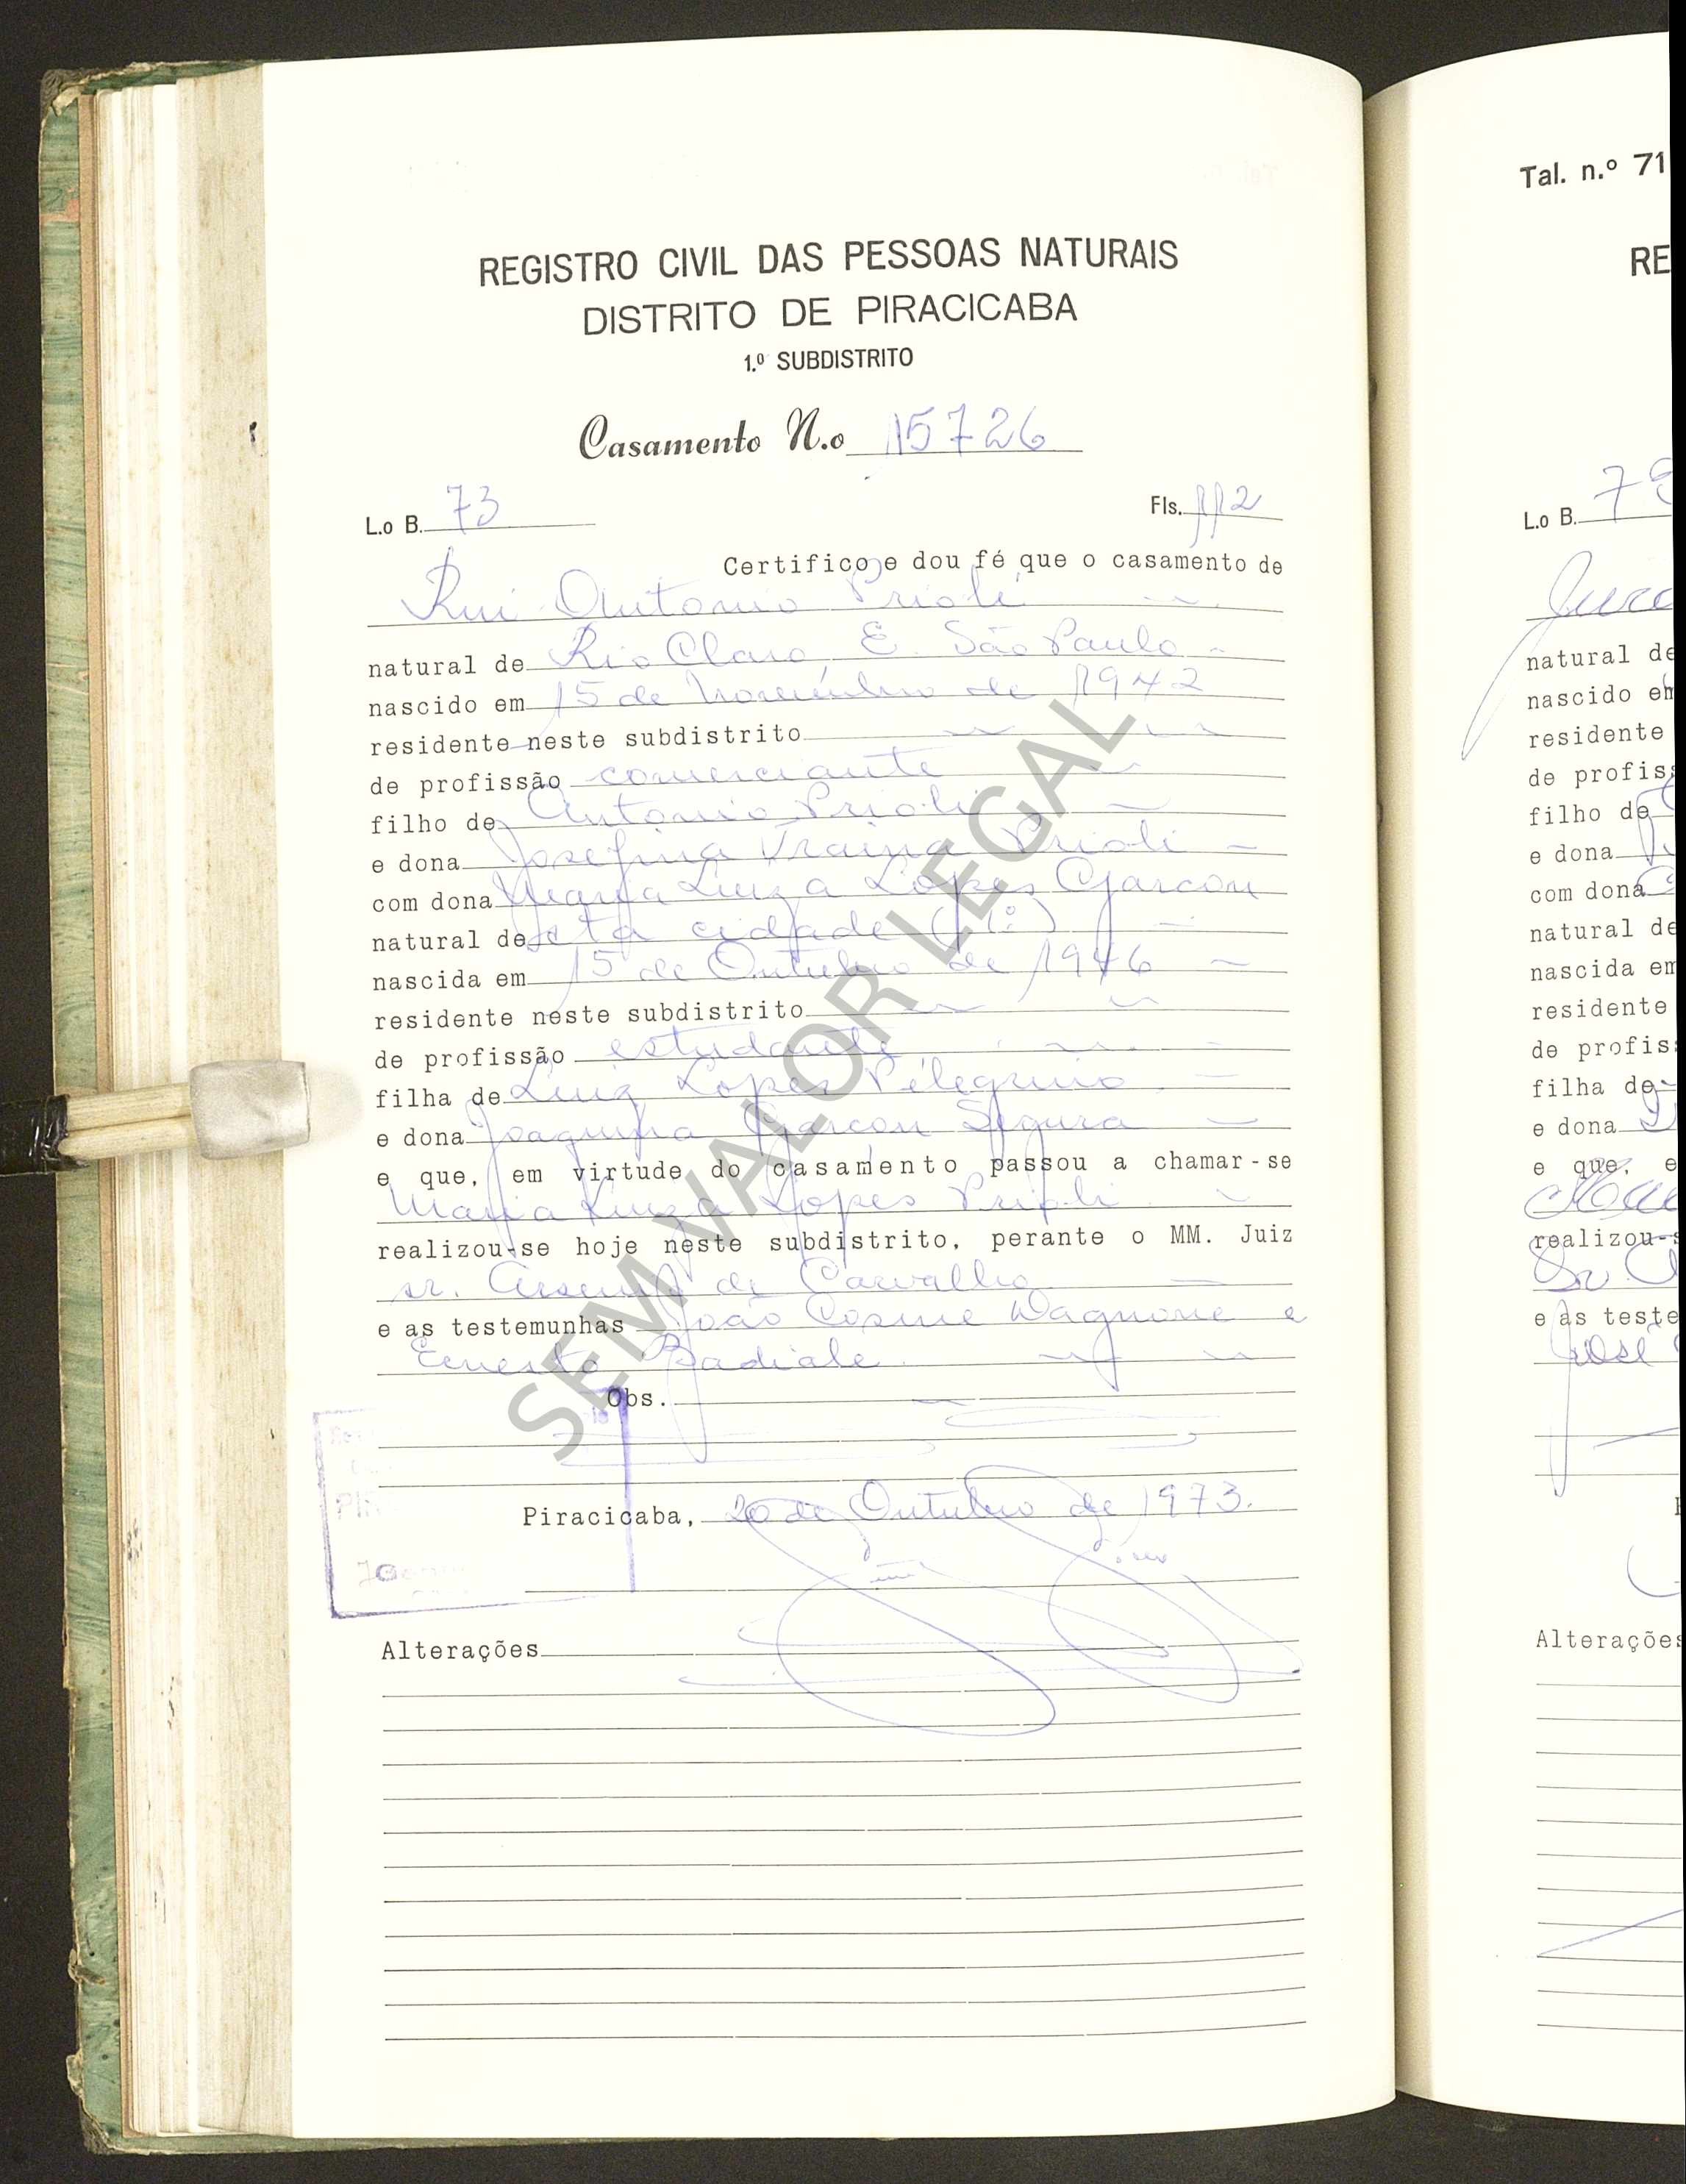 REGISTRO CIVIL DAS PESSOAS NATURAIS
DISTRITO DE PIRACICABA
1.º SUBDISTRITO
Casamento N.o 15726
L.o B. 73 Fls. 112
Certifico e dou fé que o casamento de
Rui Antonio Prioli
natural de Rio Claro, E. São Paulo
nascido em 15 de Novembro de 1942
residente neste subdistrito
de profissão comerciante
filho de Antonio Prioli
e dona Josefina Traina Prioli
com dona Maria Luiza Lopes Garcon
natural de sta cidade (1º)
nascida em 15 de Outubro de 1946
residente neste subdistrito
de profissão estudante
filha de Luiz Lopes Pelegrino
e dona Joaquina Garcon Segura
e que, em virtude do casamento passou a chamar-se
Maria Luiza Lopes Prioli
realizou-se hoje neste subdistrito, perante o MM. Juiz
sr. de Carvalho
e as testemunhas João Cosme Wagnone e
Ernesto Badiale
Obs.
Piracicaba, 20 de Outubro de 1973.
Alterações
SEM VALOR LEGAL
Tal. n.º 71
RE
L.o B.
natural de
nascido em
residente
de profis
filho de
e dona
com dona
natural de
nascida em
residente
de profis
filha de
e dona
e que, e
realizou-s
e as teste
José
Alterações